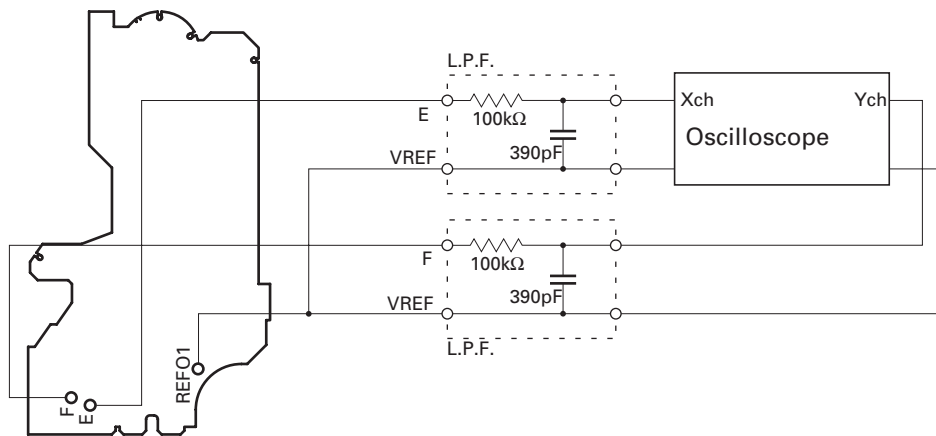 L.P.F.
E
100kΩ
390pF
VREF
Xch
Ych
Oscilloscope
F
100kΩ
390pF
VREF
L.P.F.
REFO1
F
E